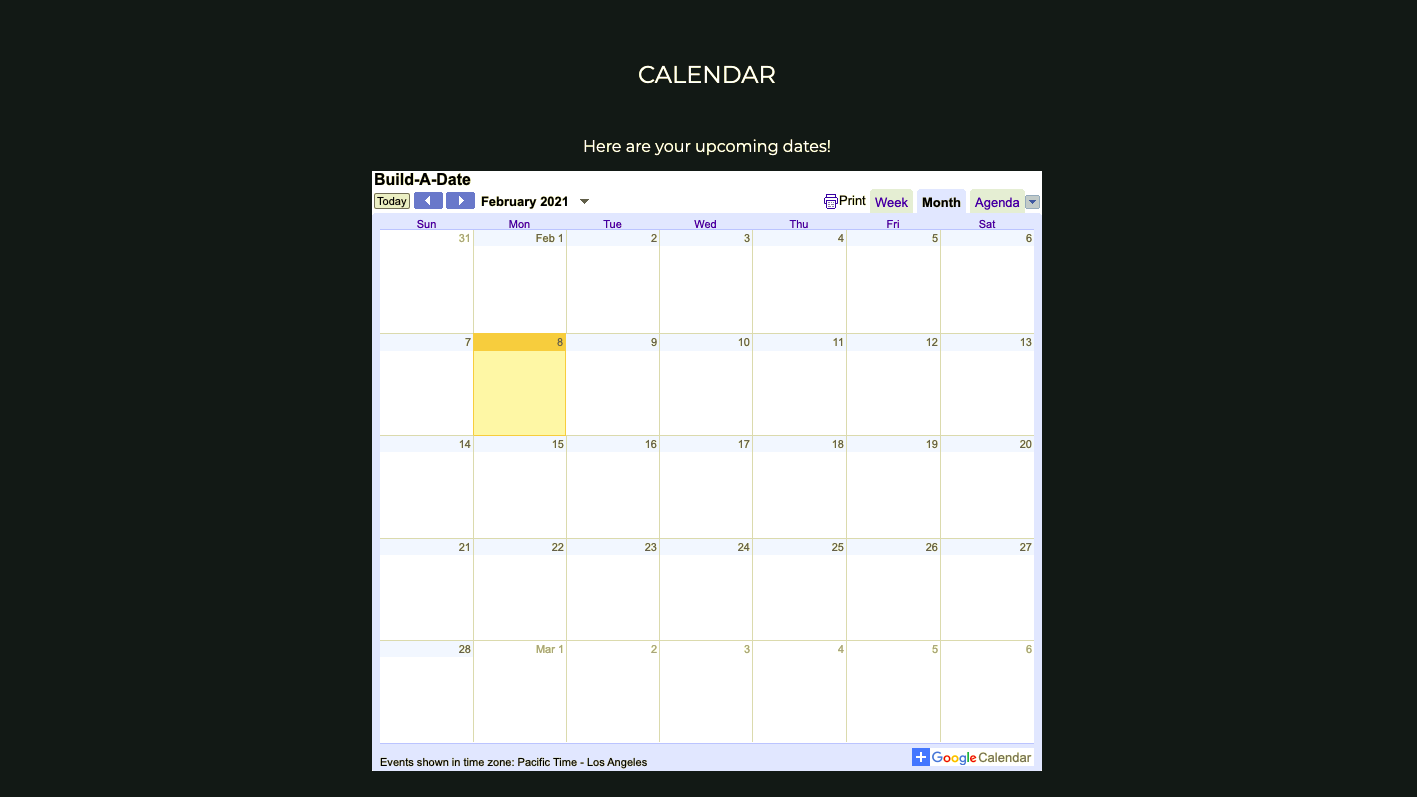 CALENDAR
Here are your upcoming dates!
Build-A-Date
Today February 2021 Print Week Month Agenda
Sun Mon Tue Wed Thu Fri Sat
31 Feb 1 2 3 4 5 6
7 8 9 10 11 12 13
14 15 16 17 18 19 20
21 22 23 24 25 26 27
28 Mar 1 2 3 4 5 6
Events shown in time zone: Pacific Time - Los Angeles
+ Google Calendar